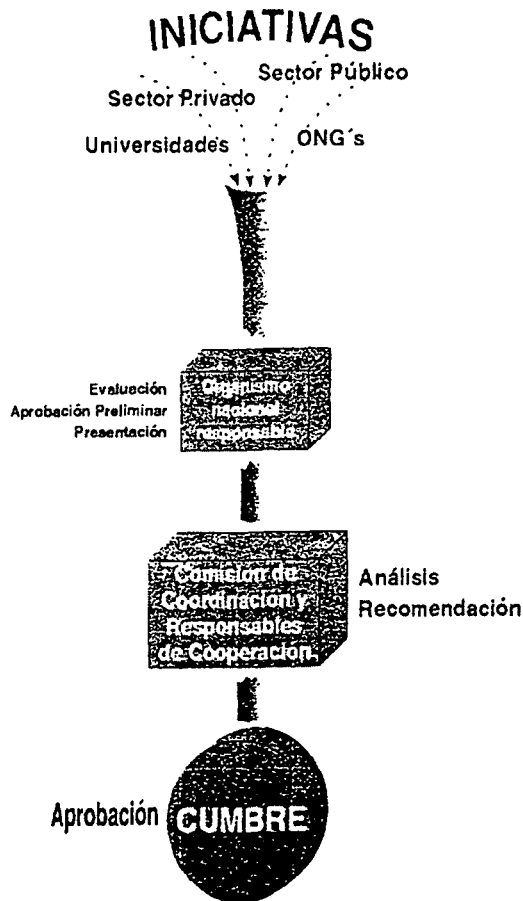 INICIATIVAS
Sector Público
Sector Privado
Universidades
ONG´s
Evaluación
Aprobación Preliminar
Presentación
Organismo
nacional
responsable
Comisión de
Coordinación y
Responsables
de Cooperación
Análisis
Recomendación
Aprobación
CUMBRE